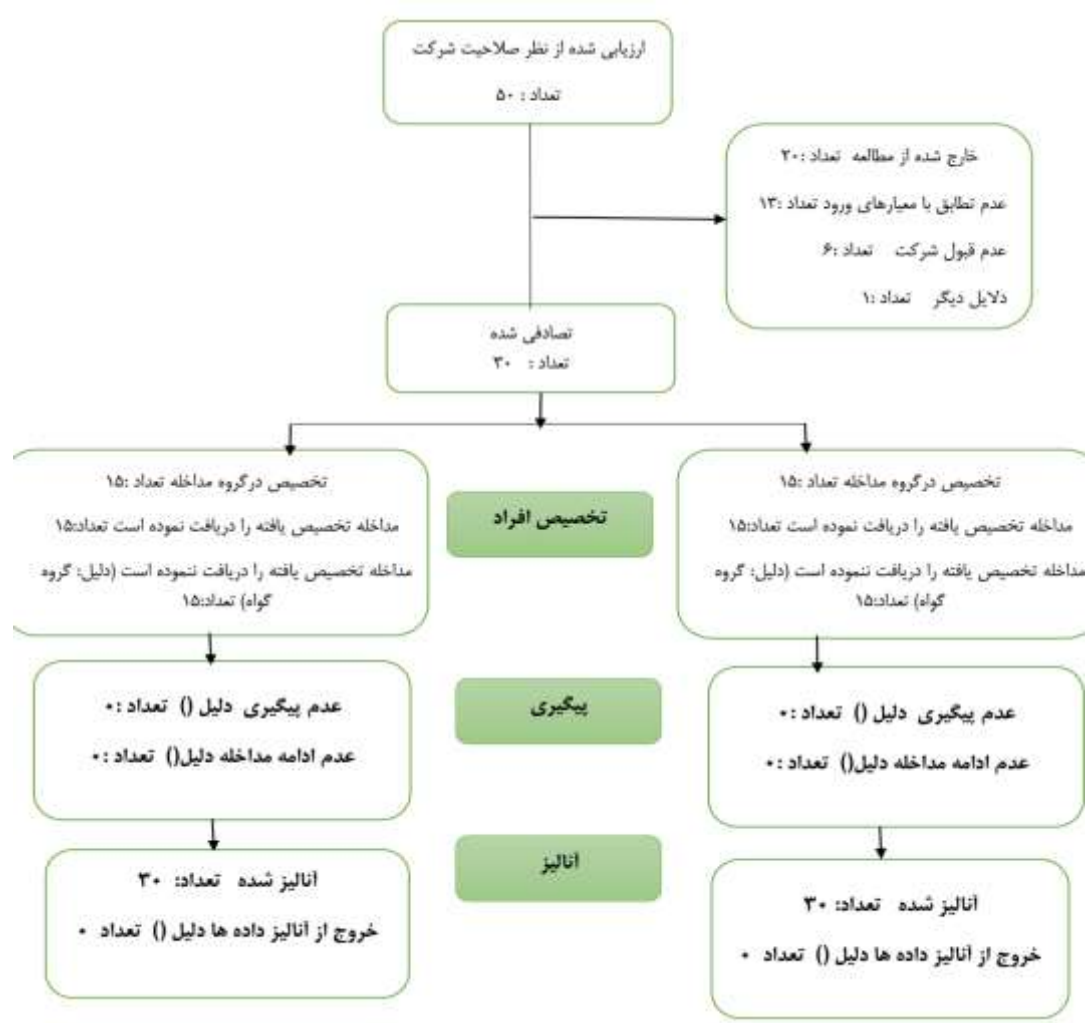 ارزیابی شده از نظر صلاحیت شرکت
تعداد : ۵۰
خارج شده از مطالعه تعداد :۲۰
عدم تطابق با معیارهای ورود تعداد :۱۳
عدم قبول شرکت تعداد :۶
دلایل دیگر تعداد :۱
تصادفی شده
تعداد : ۳۰
تخصیص درگروه مداخله تعداد :۱۵
مداخله تخصیص یافته را دریافت نموده است تعداد:۱۵
مداخله تخصیص یافته را دریافت ننموده است (دلیل: گروه
گواه) تعداد:۱۵
تخصیص افراد
تخصیص درگروه مداخله تعداد :۱۵
مداخله تخصیص یافته را دریافت نموده است تعداد:۱۵
مداخله تخصیص یافته را دریافت ننموده است (دلیل: گروه
گواه) تعداد:۱۵
عدم پیگیری دلیل () تعداد :۰
عدم ادامه مداخله دلیل() تعداد :۰
پیگیری
عدم پیگیری دلیل () تعداد :۰
عدم ادامه مداخله دلیل() تعداد :۰
آنالیز شده تعداد: ۳۰
خروج از آنالیز داده ها دلیل () تعداد ۰
آنالیز
آنالیز شده تعداد: ۳۰
خروج از آنالیز داده ها دلیل () تعداد ۰